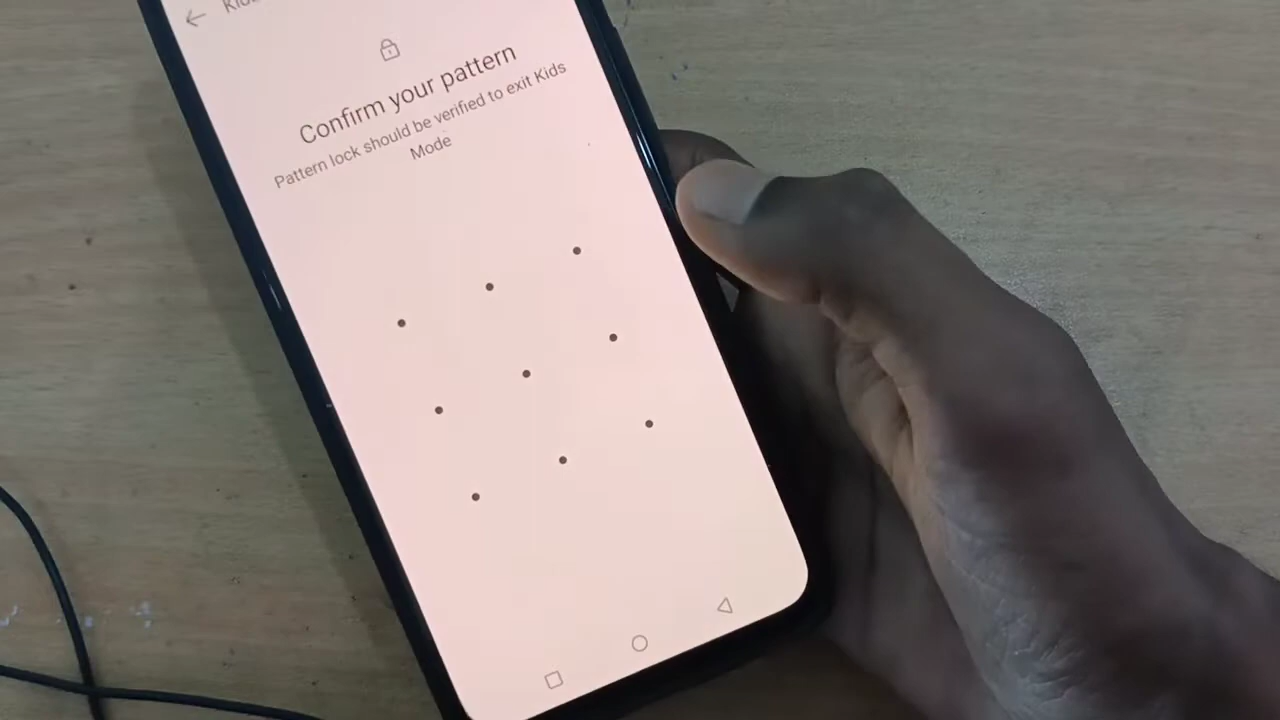 Confirm your pattern
Pattern lock should be verified to exit Kids
Mode